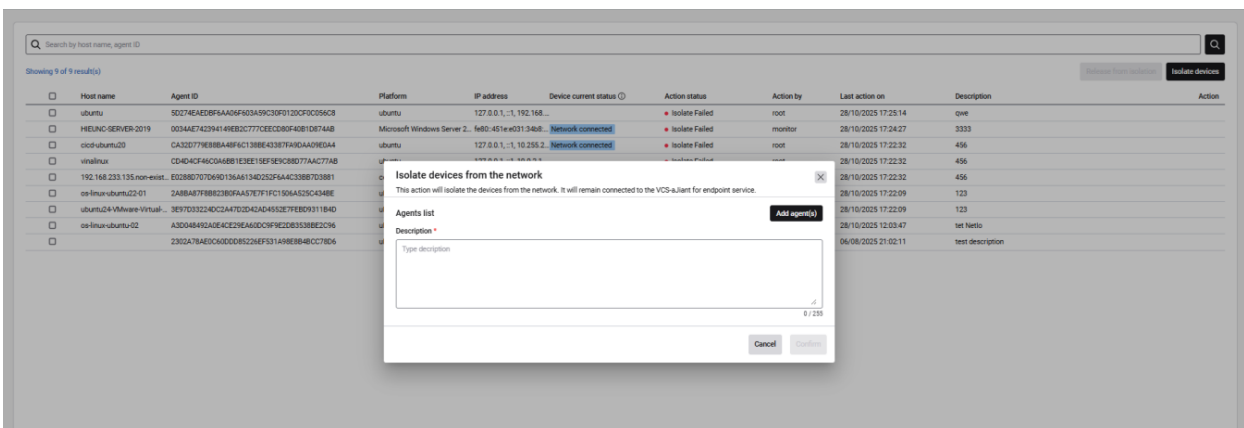 Search by host name, agent ID
Showing 9 of 9 result(s)
Release from isolation Isolate devices
Host name Agent ID Platform IP address Device current status Action status Action by Last action on Description Action
ubuntu 5D274EAEDBF6AA06F603A59C30F0120CF0C056C8 ubuntu 127.0.0.1, ::1, 192.168.... Isolate Failed root 28/10/2025 17:25:14 qwe
HIEUNC-SERVER-2019 0034AE742394149EB2C777CEECD80F40B1D874AB Microsoft Windows Server 2... fe80::451e:e031:34b8:... Network connected Isolate Failed monitor 28/10/2025 17:24:27 3333
cicd-ubuntu20 CA32D779E88BA4BF6C138BE43387FA9DAA09E0A4 ubuntu 127.0.0.1, ::1, 10.255.2... Network connected Isolate Failed root 28/10/2025 17:22:32 456
vinalinux CD4D4CF46C0A6BB1E3EE15EF5E9C88D77AAC77AB 28/10/2025 17:22:32 456
192.168.233.135.non-exist... E0288D707D69D136A6134D252F6A4C33BB7D3881 28/10/2025 17:22:32 456
os-linux-ubuntu22-01 2A8BA87F8B823B0FAA57E7F1FC1506A525C434BE 28/10/2025 17:22:09 123
ubuntu24-VMware-Virtual-... 3E97D33224DC2A47D2D42AD4552E7FEBD9311B4D 28/10/2025 17:22:09 123
os-linux-ubuntu-02 A3D048492A0E4CE29EA60DC9F9E2DB3538BE2C96 28/10/2025 12:03:47 tet Netlo
2302A78AE0C60DDD85226EF531A98E8B4BCC78D6 06/08/2025 21:02:11 test description
Isolate devices from the network
This action will isolate the devices from the network. It will remain connected to the VCS-aJiant for endpoint service.
Agents list Add agent(s)
Description *
Type decription
0 / 255
Cancel Confirm